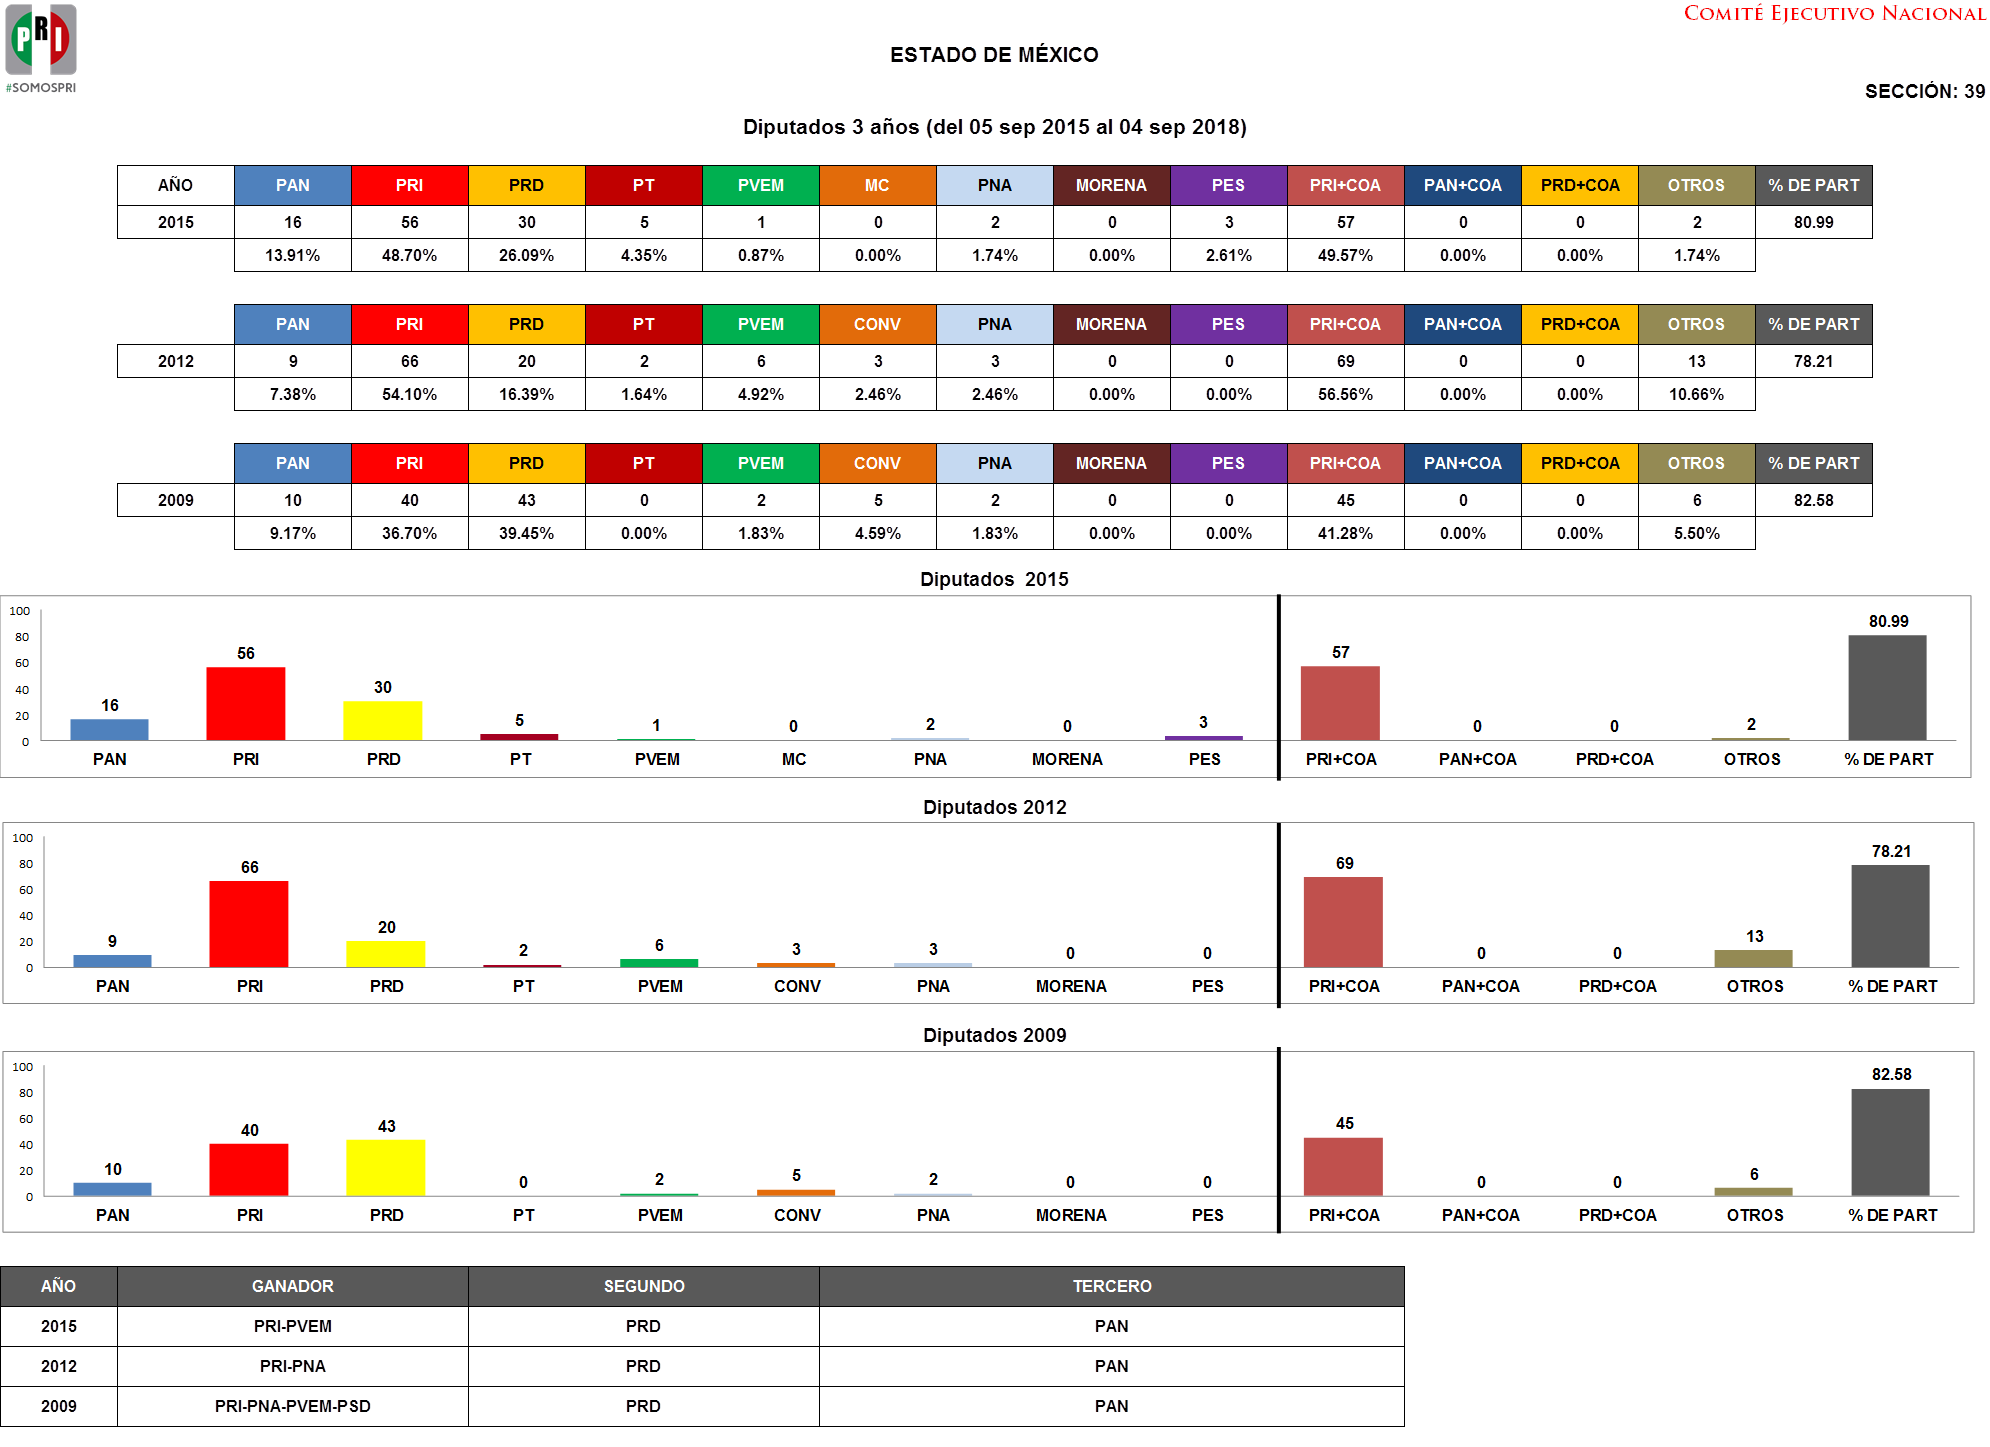 PRI
#SOMOSPRI
COMITÉ EJECUTIVO NACIONAL
ESTADO DE MÉXICO
SECCIÓN: 39
Diputados 3 años (del 05 sep 2015 al 04 sep 2018)
AÑO PAN PRI PRD PT PVEM MC PNA MORENA PES PRI+COA PAN+COA PRD+COA OTROS % DE PART
2015 16 56 30 5 1 0 2 0 3 57 0 0 2 80.99
13.91% 48.70% 26.09% 4.35% 0.87% 0.00% 1.74% 0.00% 2.61% 49.57% 0.00% 0.00% 1.74%
PAN PRI PRD PT PVEM CONV PNA MORENA PES PRI+COA PAN+COA PRD+COA OTROS % DE PART
2012 9 66 20 2 6 3 3 0 0 69 0 0 13 78.21
7.38% 54.10% 16.39% 1.64% 4.92% 2.46% 2.46% 0.00% 0.00% 56.56% 0.00% 0.00% 10.66%
PAN PRI PRD PT PVEM CONV PNA MORENA PES PRI+COA PAN+COA PRD+COA OTROS % DE PART
2009 10 40 43 0 2 5 2 0 0 45 0 0 6 82.58
9.17% 36.70% 39.45% 0.00% 1.83% 4.59% 1.83% 0.00% 0.00% 41.28% 0.00% 0.00% 5.50%
Diputados 2015
100
80
60
40
20
0
16 56 30 5 1 0 2 0 3 57 0 0 2 80.99
PAN PRI PRD PT PVEM MC PNA MORENA PES PRI+COA PAN+COA PRD+COA OTROS % DE PART
Diputados 2012
100
80
60
40
20
0
9 66 20 2 6 3 3 0 0 69 0 0 13 78.21
PAN PRI PRD PT PVEM CONV PNA MORENA PES PRI+COA PAN+COA PRD+COA OTROS % DE PART
Diputados 2009
100
80
60
40
20
0
10 40 43 0 2 5 2 0 0 45 0 0 6 82.58
PAN PRI PRD PT PVEM CONV PNA MORENA PES PRI+COA PAN+COA PRD+COA OTROS % DE PART
AÑO GANADOR SEGUNDO TERCERO
2015 PRI-PVEM PRD PAN
2012 PRI-PNA PRD PAN
2009 PRI-PNA-PVEM-PSD PRD PAN